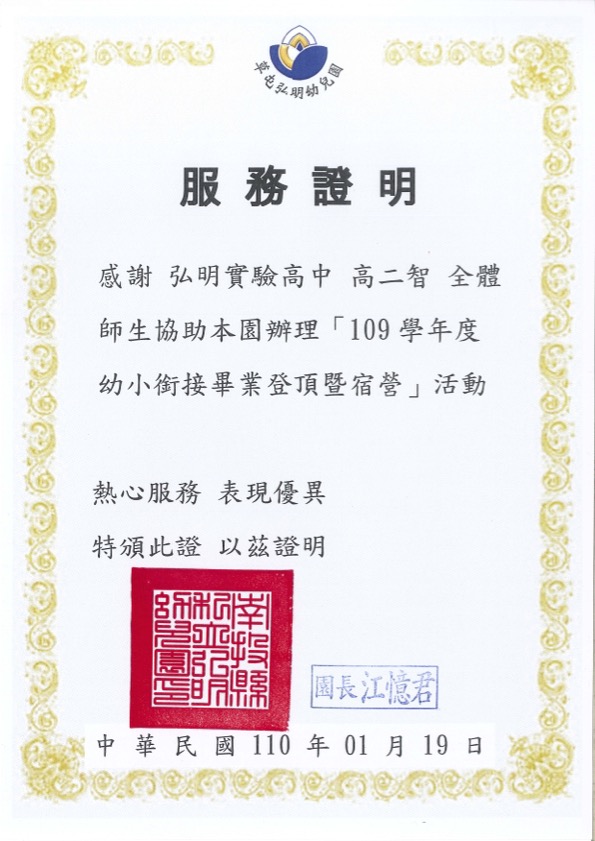 草屯弘明幼兒園
服務證明
感謝 弘明實驗高中 高二智 全體
師生協助本園辦理「109學年度
幼小銜接畢業登頂暨宿營」活動
熱心服務 表現優異
特頒此證 以茲證明
南投縣
私立弘明
幼兒園
園長江憶君
中華民國 110 年 01 月 19 日